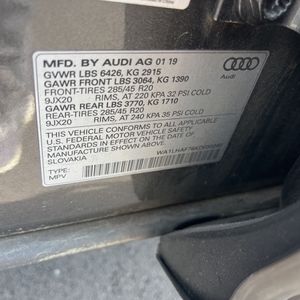 MFD. BY AUDI AG 01 19
GVWR LBS 6426, KG 2915
GAWR FRONT LBS 3064, KG 1390
FRONT-TIRES 285/45 R20
9JX20 RIMS, AT 220 KPA 32 PSI COLD
GAWR REAR LBS 3770, KG 1710
REAR-TIRES 285/45 R20
9JX20 RIMS, AT 240 KPA 35 PSI COLD
THIS VEHICLE CONFORMS TO ALL APPLICABLE
U.S. FEDERAL MOTOR VEHICLE SAFETY
STANDARDS IN EFFECT ON THE DATE OF
MANUFACTURE SHOWN ABOVE.
SLOVAKIA
TYPE:
MPV
Audi